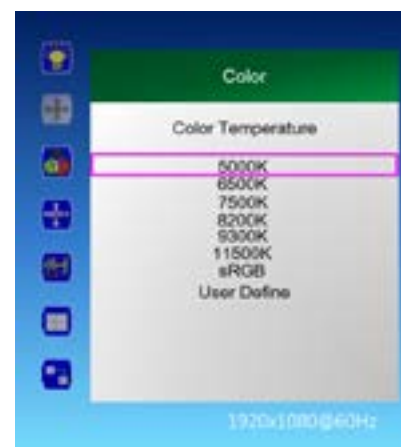 Color
Color Temperature
5000K
6500K
7500K
8200K
9300K
11500K
sRGB
User Define
1920x1080@60Hz